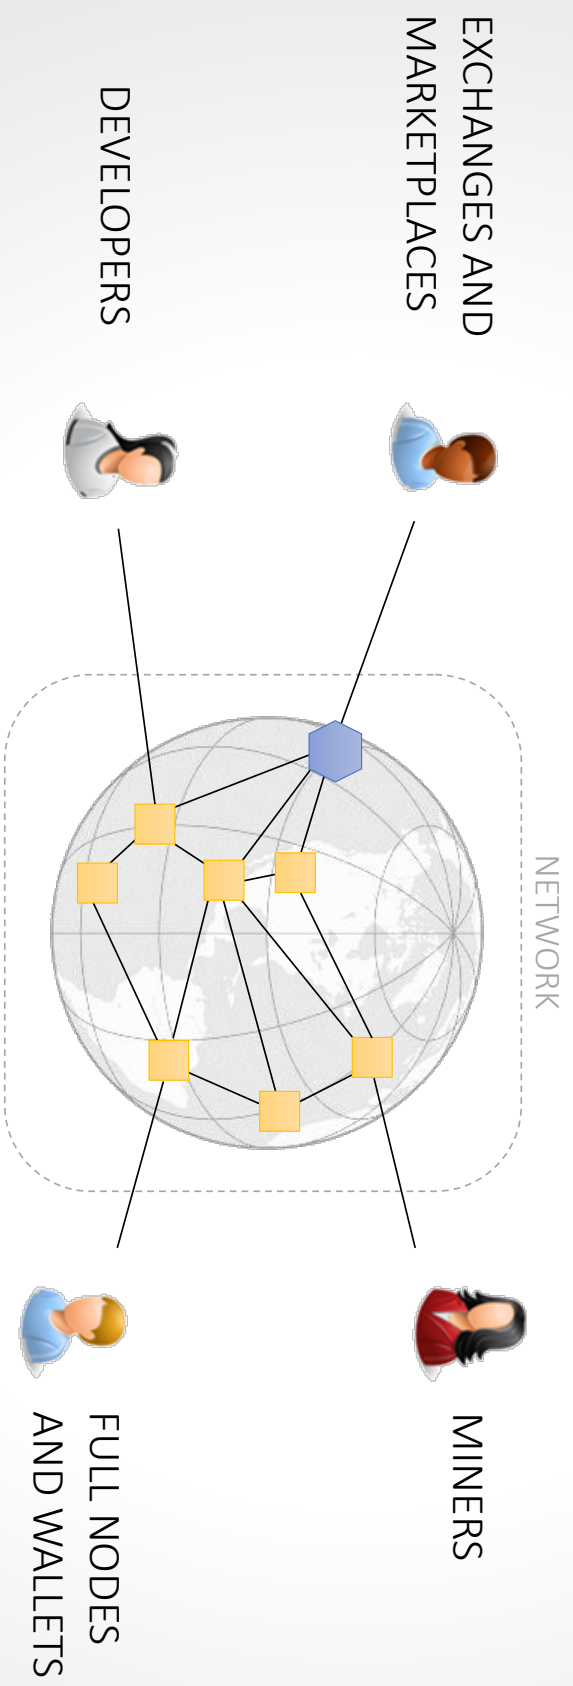 NETWORK
EXCHANGES AND
MARKETPLACES
MINERS
DEVELOPERS
FULL NODES
AND WALLETS